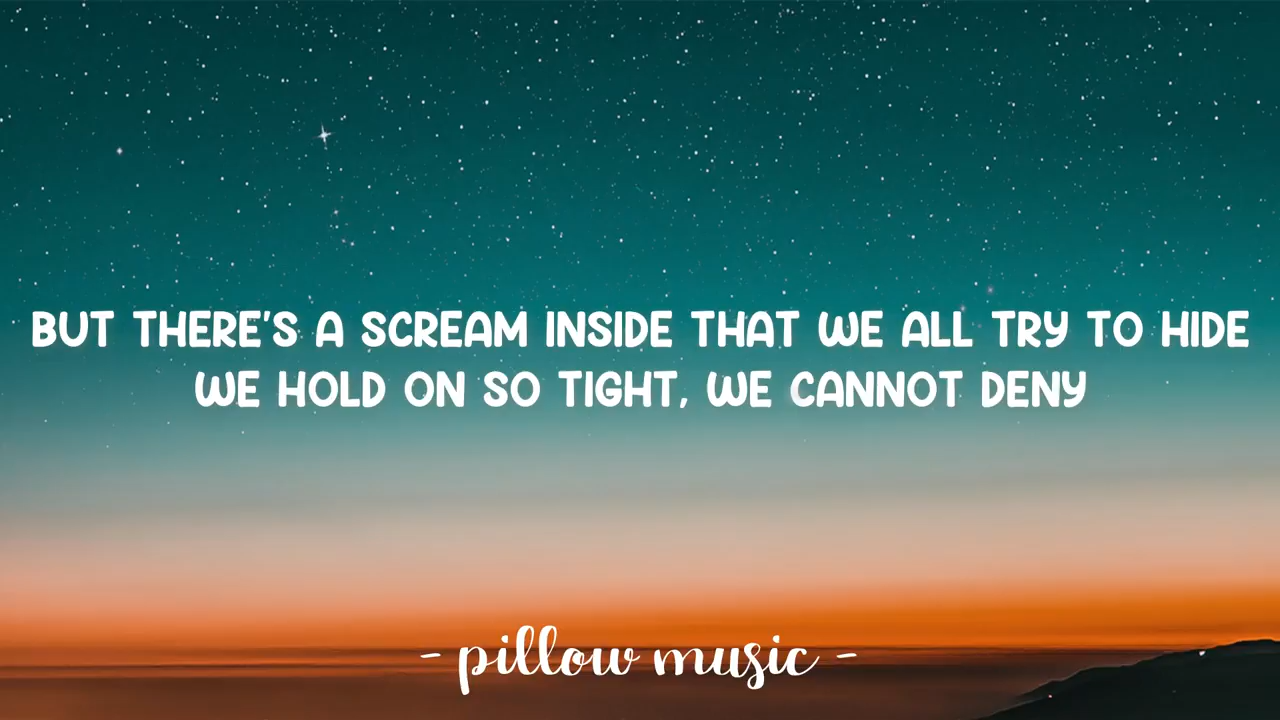 BUT THERE'S A SCREAM INSIDE THAT WE ALL TRY TO HIDE
WE HOLD ON SO TIGHT, WE CANNOT DENY
- pillow music -